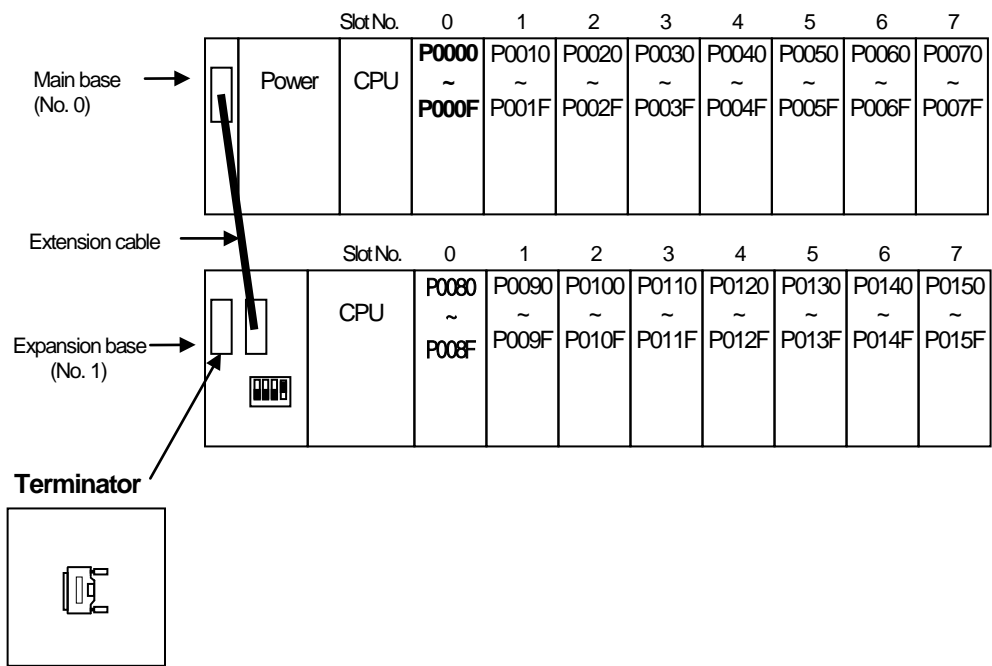 Slot No. 0 1 2 3 4 5 6 7
Main base
(No. 0)
Power CPU P0000 P0010 P0020 P0030 P0040 P0050 P0060 P0070
~ ~ ~ ~ ~ ~ ~ ~
P000F P001F P002F P003F P004F P005F P006F P007F
Extension cable
Slot No. 0 1 2 3 4 5 6 7
Expansion base
(No. 1)
CPU P0080 P0090 P0100 P0110 P0120 P0130 P0140 P0150
~ ~ ~ ~ ~ ~ ~ ~
P008F P009F P010F P011F P012F P013F P014F P015F
Terminator